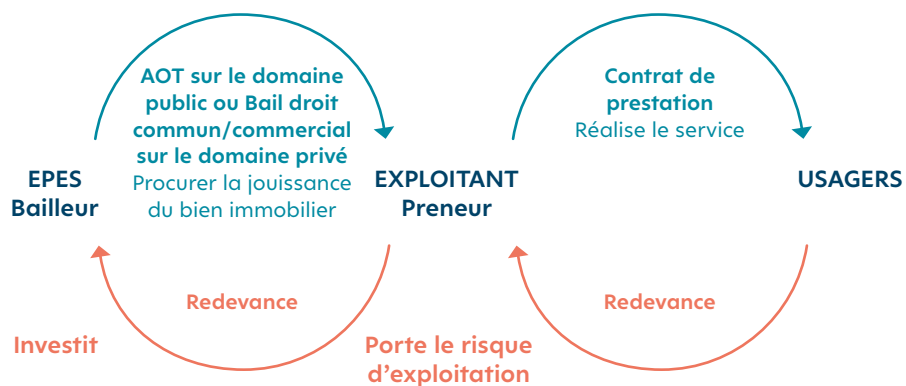 AOT sur le domaine
public ou Bail droit
commun/commercial
sur le domaine privé
Procurer la jouissance
du bien immobilier
Contrat de
prestation
Réalise le service
EPES
Bailleur
EXPLOITANT
Preneur
USAGERS
Redevance
Redevance
Investit
Porte le risque
d’exploitation